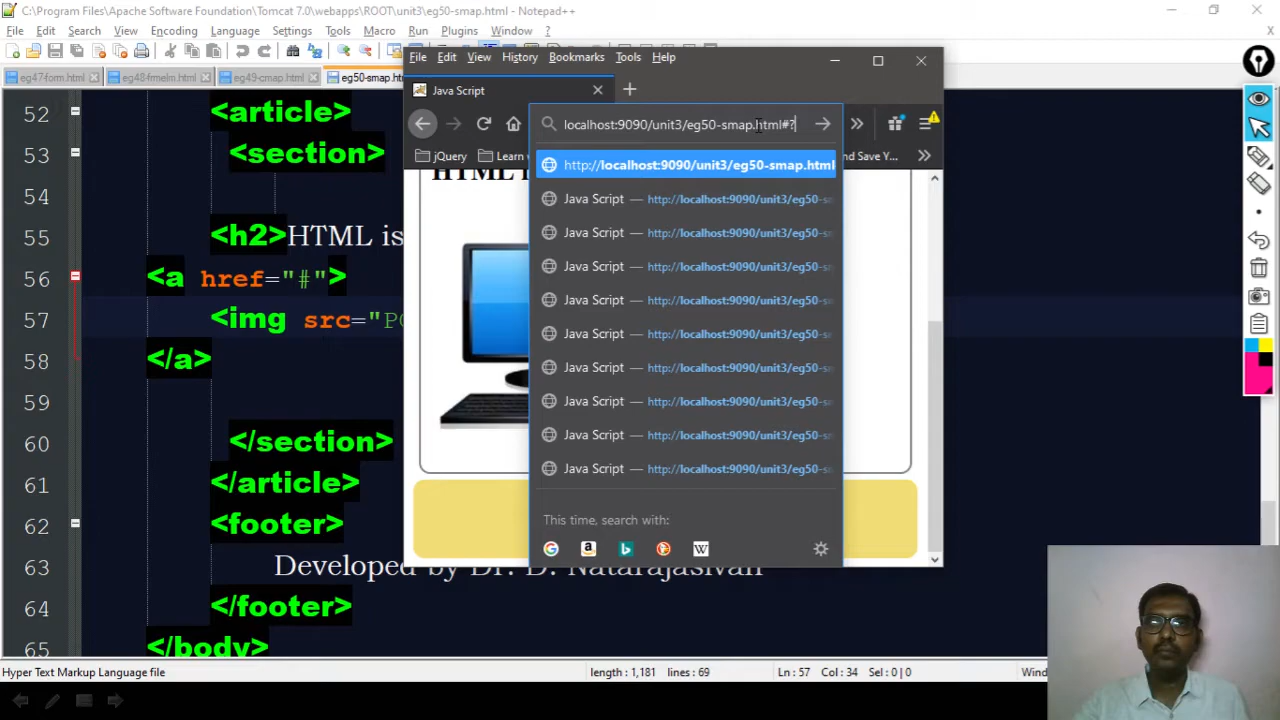 C:\Program Files\Apache Software Foundation\Tomcat 7.0\webapps\ROOT\unit3\eg50-smap.html - Notepad++
File Edit Search View Encoding Language Settings Tools Macro Run Plugins Window ?
eg47-form.html eg48-frmelm.html eg49-cmap.html eg50-smap.htm
File Edit View History Bookmarks Tools Help
Java Script
localhost:9090/unit3/eg50-smap.html#?
jQuery Learn and Save Y...
http://localhost:9090/unit3/eg50-smap.html
Java Script — http://localhost:9090/unit3/eg50-s
Java Script — http://localhost:9090/unit3/eg50-s
Java Script — http://localhost:9090/unit3/eg50-s
Java Script — http://localhost:9090/unit3/eg50-s
Java Script — http://localhost:9090/unit3/eg50-s
Java Script — http://localhost:9090/unit3/eg50-s
Java Script — http://localhost:9090/unit3/eg50-s
Java Script — http://localhost:9090/unit3/eg50-s
Java Script — http://localhost:9090/unit3/eg50-s
This time, search with:
52 <article>
53 <section>
54
55 <h2>HTML is
56 <a href="#">
57 <img src="PC
58 </a>
59
60 </section>
61 </article>
62 <footer>
63 Developed by Dr. D. Natarajasivan
64 </footer>
65 </body>
Hyper Text Markup Language file length : 1,181 lines : 69 Ln : 57 Col : 34 Sel : 0 | 0 Wind